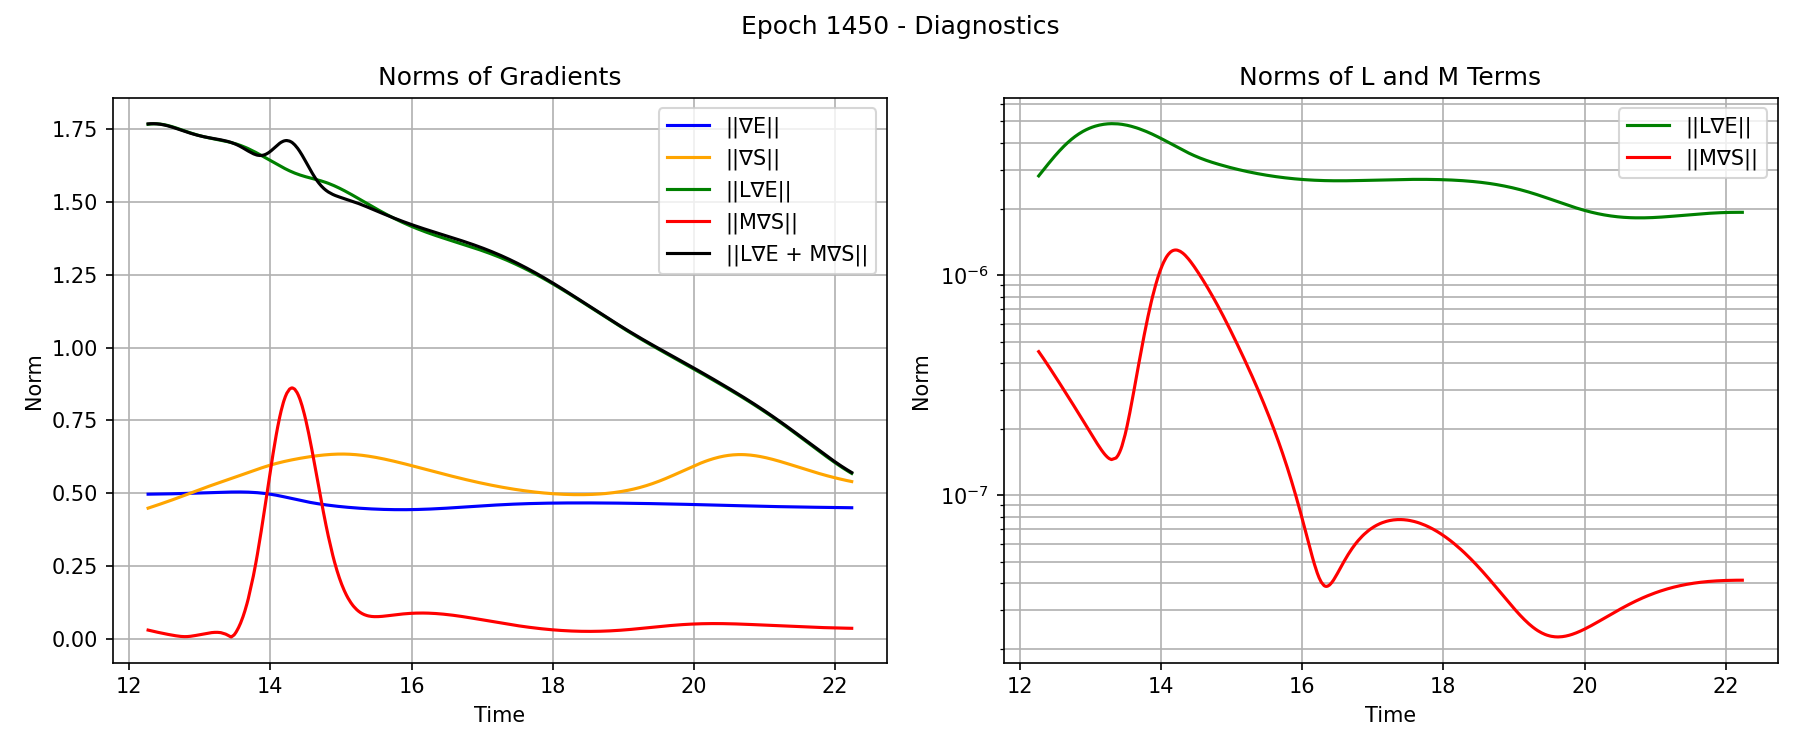 Epoch 1450 - Diagnostics
Norms of Gradients
Norm
1.75
1.50
1.25
1.00
0.75
0.50
0.25
0.00
||∇E||
||∇S||
||L∇E||
||M∇S||
||L∇E + M∇S||
12 14 16 18 20 22
Time
Norms of L and M Terms
Norm
10⁻⁶
10⁻⁷
||L∇E||
||M∇S||
12 14 16 18 20 22
Time